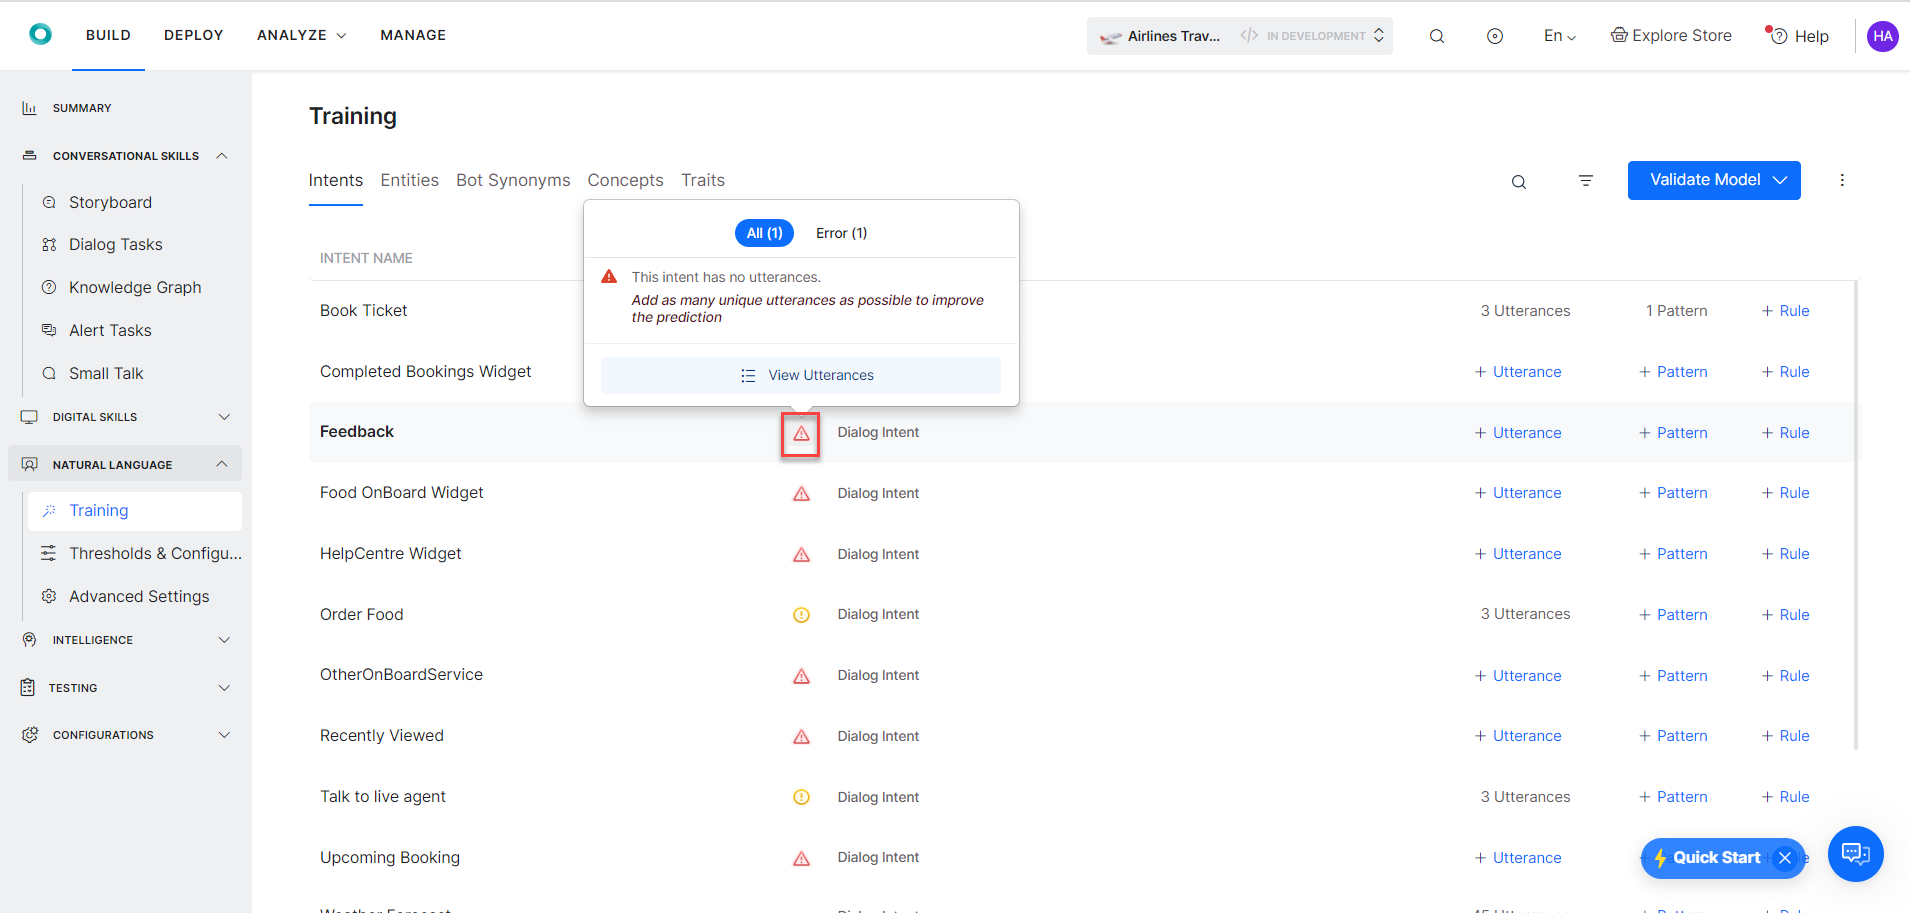 BUILD DEPLOY ANALYZE MANAGE Airlines Trav... </> IN DEVELOPMENT En Explore Store Help HA
SUMMARY
CONVERSATIONAL SKILLS
Storyboard
Dialog Tasks
Knowledge Graph
Alert Tasks
Small Talk
DIGITAL SKILLS
NATURAL LANGUAGE
Training
Thresholds & Configu...
Advanced Settings
INTELLIGENCE
TESTING
CONFIGURATIONS
Training
Intents Entities Bot Synonyms Concepts Traits Validate Model
All (1) Error (1)
This intent has no utterances.
Add as many unique utterances as possible to improve
the prediction
View Utterances
INTENT NAME
Book Ticket 3 Utterances 1 Pattern + Rule
Completed Bookings Widget + Utterance + Pattern + Rule
Feedback Dialog Intent + Utterance + Pattern + Rule
Food OnBoard Widget Dialog Intent + Utterance + Pattern + Rule
HelpCentre Widget Dialog Intent + Utterance + Pattern + Rule
Order Food Dialog Intent 3 Utterances + Pattern + Rule
OtherOnBoardService Dialog Intent + Utterance + Pattern + Rule
Recently Viewed Dialog Intent + Utterance + Pattern + Rule
Talk to live agent Dialog Intent 3 Utterances + Pattern + Rule
Upcoming Booking Dialog Intent + Utterance
Quick Start